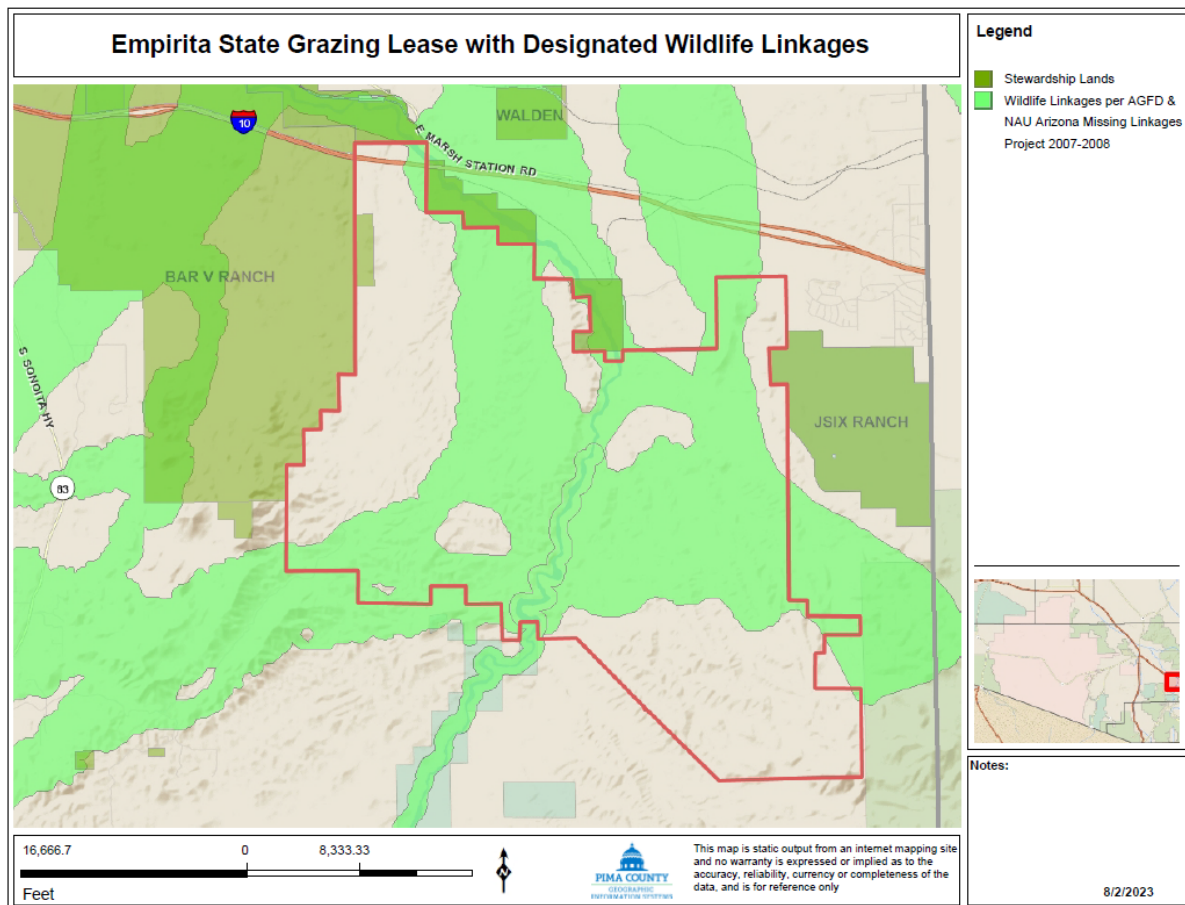 Empirita State Grazing Lease with Designated Wildlife Linkages
Legend
Stewardship Lands
Wildlife Linkages per AGFD &
NAU Arizona Missing Linkages
Project 2007-2008
WALDEN
10
E MARSH STATION RD
BAR V RANCH
S SONOITA HY
JSIX RANCH
83
Notes:
16,666.7
0
8,333.33
Feet
N
PIMA COUNTY
GEOGRAPHIC
INFORMATION SYSTEMS
This map is static output from an internet mapping site
and no warranty is expressed or implied as to the
accuracy, reliability, currency or completeness of the
data, and is for reference only
8/2/2023